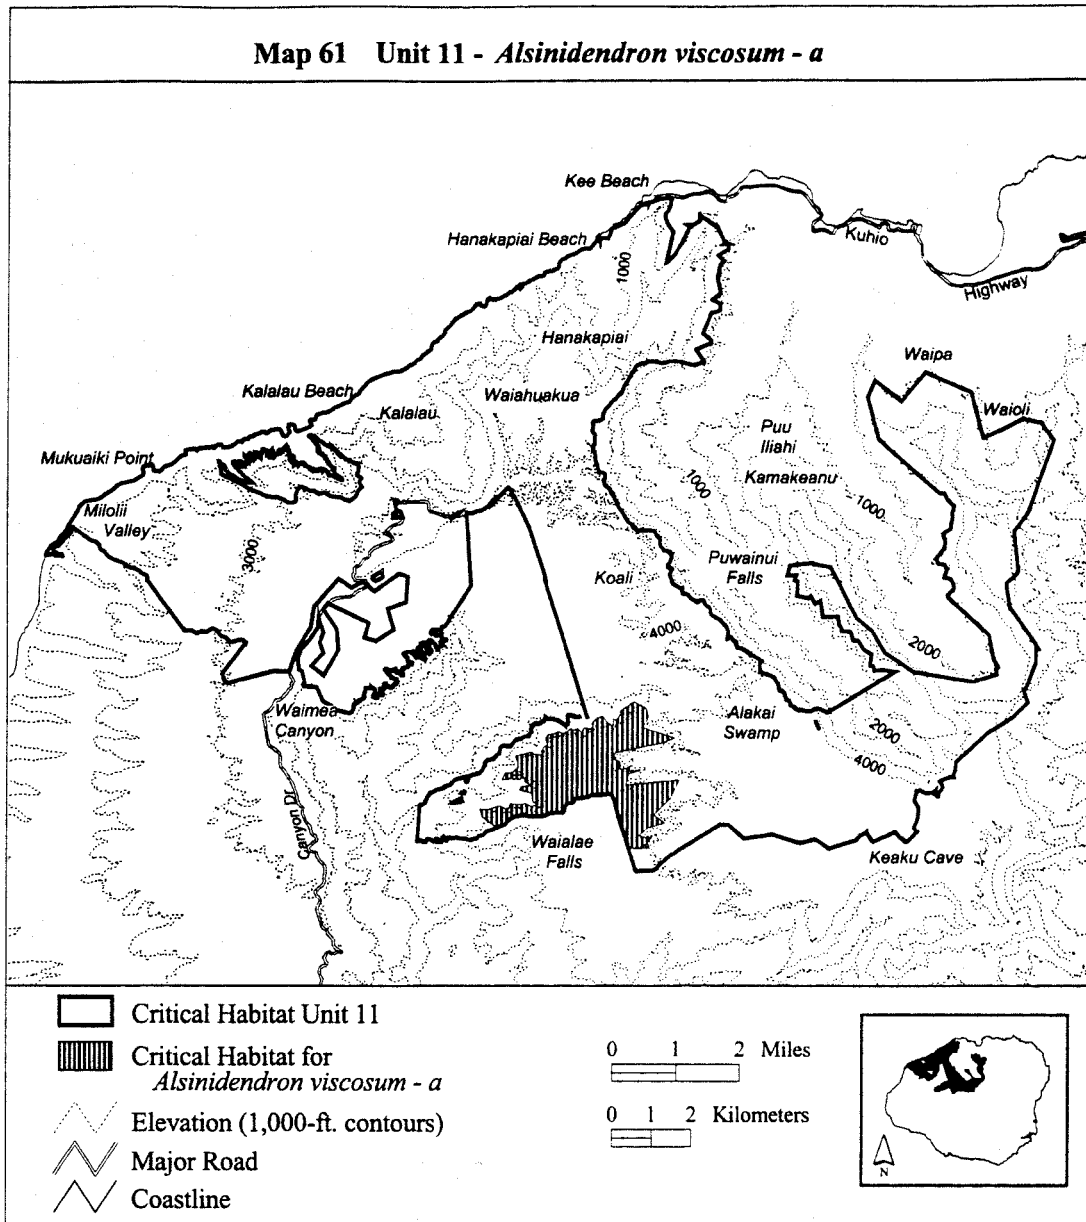 Map 61 Unit 11 - Alsinidendron viscosum - a
Kee Beach
Hanakapiai Beach
Kuhio
Highway
1000
Hanakapiai
Waipa
Kalalau Beach
Kalalau
Waiahuakua
Waioli
Puu
Iliahi
Mukuaiki Point
Kamakeanu
1000
1000
Milolii
Valley
3000
Koali
Puwainui
Falls
4000
2000
Waimea
Canyon
Alakai
Swamp
2000
4000
Canyon Dr
Waialae
Falls
Keaku Cave
Critical Habitat Unit 11
Critical Habitat for
Alsinidendron viscosum - a
Elevation (1,000-ft. contours)
Major Road
Coastline
0 1 2 Miles
0 1 2 Kilometers
N